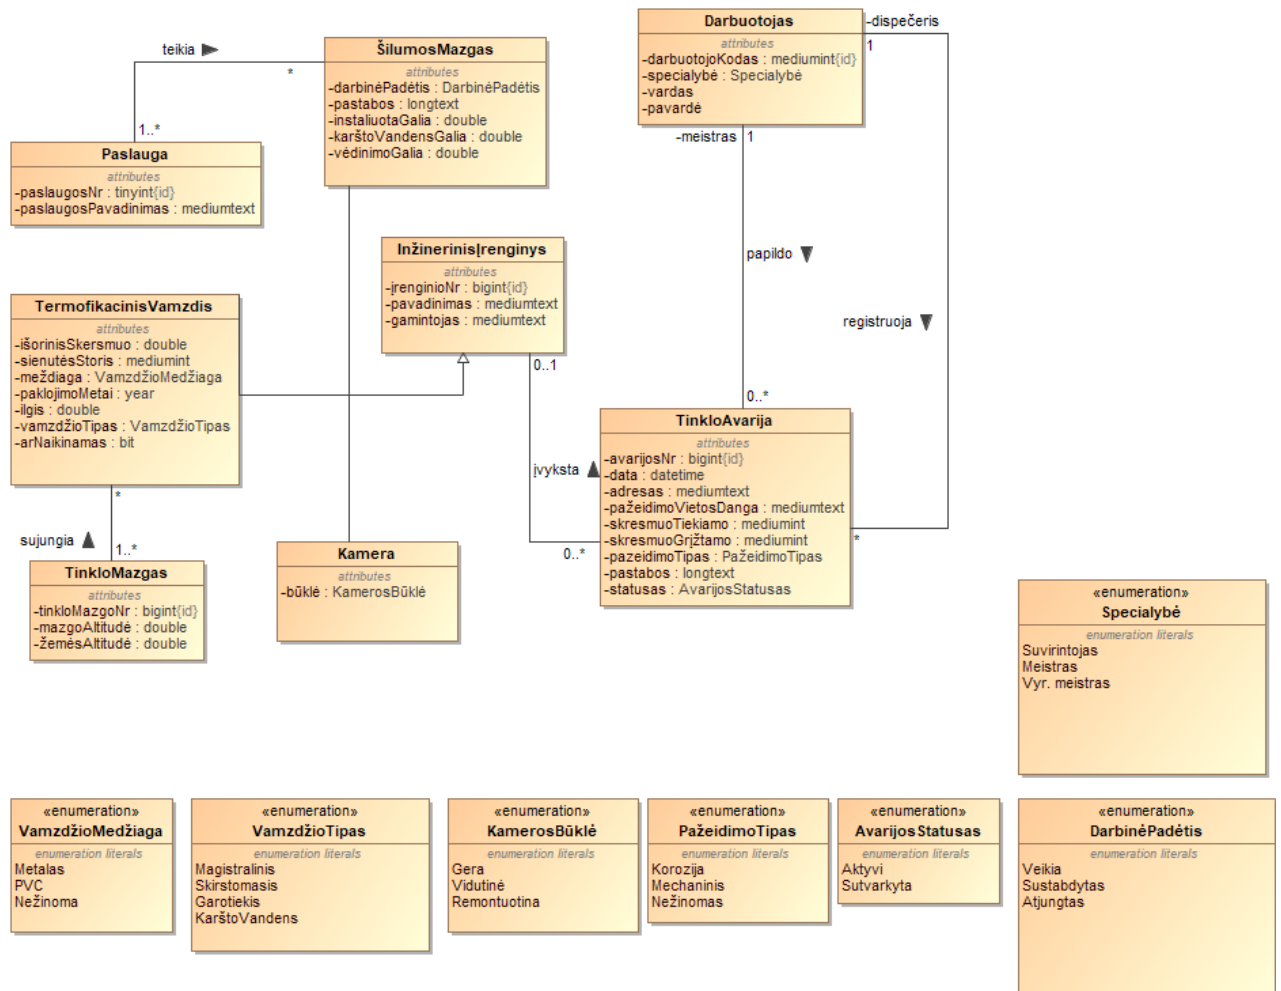 teikia
ŠilumosMazgas
attributes
-darbinėPadėtis : DarbinėPadėtis
-pastabos : longtext
-instaliuotaGalia : double
-karštoVandensGalia : double
-vėdinimoGalia : double
*
1..*
Paslauga
attributes
-paslaugosNr : tinyint{id}
-paslaugosPavadinimas : mediumtext
Darbuotojas
attributes
-darbuotojoKodas : mediumint{id}
-specialybė : Specialybė
-vardas
-pavardė
-dispečeris
1
-meistras
1
papildo
registruoja
InžinerinisĮrenginys
attributes
-įrenginioNr : bigint{id}
-pavadinimas : mediumtext
-gamintojas : mediumtext
0..1
TermofikacinisVamzdis
attributes
-išorinisSkersmuo : double
-sienutėsStoris : mediumint
-meždiaga : VamzdžioMedžiaga
-paklojimoMetai : year
-ilgis : double
-vamzdžioTipas : VamzdžioTipas
-arNaikinamas : bit
*
sujungia
1..*
TinkloMazgas
attributes
-tinkloMazgoNr : bigint{id}
-mazgoAltitudė : double
-žemėsAltitudė : double
Kamera
attributes
-būklė : KamerosBūklė
įvyksta
0..*
0..*
*
TinkloAvarija
attributes
-avarijosNr : bigint{id}
-data : datetime
-adresas : mediumtext
-pažeidimoVietosDanga : mediumtext
-skresmuoTiekiamo : mediumint
-skresmuoGrįžtamo : mediumint
-pazeidimoTipas : PažeidimoTipas
-pastabos : longtext
-statusas : AvarijosStatusas
«enumeration»
Specialybė
enumeration literals
Suvirintojas
Meistras
Vyr. meistras
«enumeration»
VamzdžioMedžiaga
enumeration literals
Metalas
PVC
Nežinoma
«enumeration»
VamzdžioTipas
enumeration literals
Magistralinis
Skirstomasis
Garotiekis
KarštoVandens
«enumeration»
KamerosBūklė
enumeration literals
Gera
Vidutinė
Remontuotina
«enumeration»
PažeidimoTipas
enumeration literals
Korozija
Mechaninis
Nežinomas
«enumeration»
AvarijosStatusas
enumeration literals
Aktyvi
Sutvarkyta
«enumeration»
DarbinėPadėtis
enumeration literals
Veikia
Sustabdytas
Atjungtas